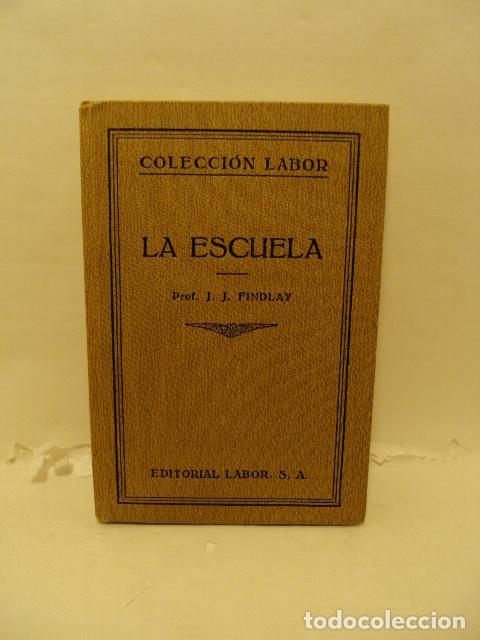 COLECCIÓN LABOR
LA ESCUELA
Prof. J. J. FINDLAY
EDITORIAL LABOR, S. A.
todocoleccion